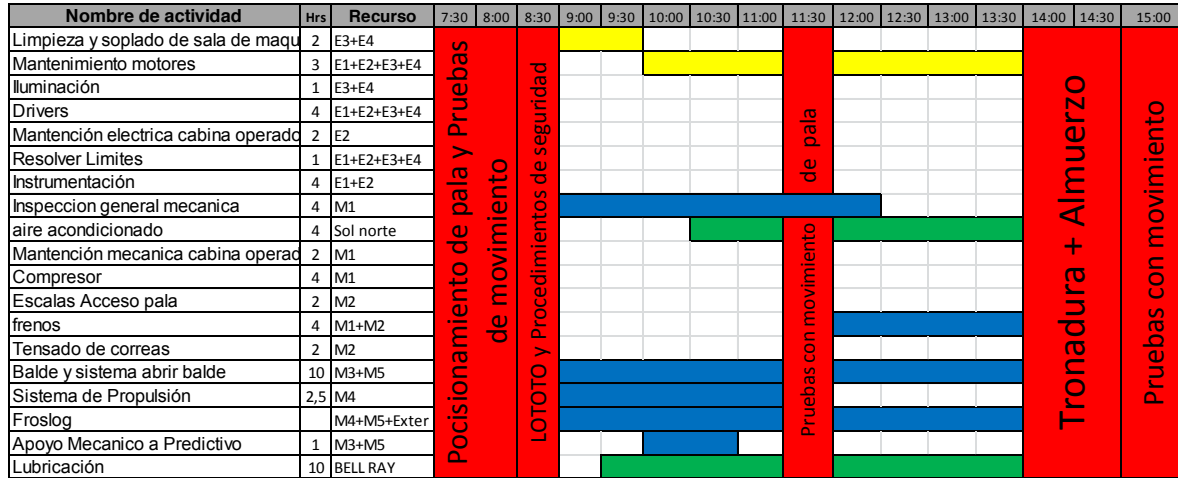 Nombre de actividad Hrs Recurso 7:30 8:00 8:30 9:00 9:30 10:00 10:30 11:00 11:30 12:00 12:30 13:00 13:30 14:00 14:30 15:00
Limpieza y soplado de sala de maqu 2 E3+E4
Mantenimiento motores 3 E1+E2+E3+E4
Iluminación 1 E3+E4
Drivers 4 E1+E2+E3+E4
Mantención electrica cabina operado 2 E2
Resolver Limites 1 E1+E2+E3+E4
Instrumentación 4 E1+E2
Inspeccion general mecanica 4 M1
aire acondicionado 4 Sol norte
Mantención mecanica cabina operad 2 M1
Compresor 4 M1
Escalas Acceso pala 2 M2
frenos 4 M1+M2
Tensado de correas 2 M2
Balde y sistema abrir balde 10 M3+M5
Sistema de Propulsión 2,5 M4
Froslog M4+M5+Exter
Apoyo Mecanico a Predictivo 1 M3+M5
Lubricación 10 BELL RAY
Pocisionamiento de pala y Pruebas
de movimiento
LOTOTO y Procedimientos de seguridad
Pruebas con movimiento de pala
Tronadura + Almuerzo
Pruebas con movimiento